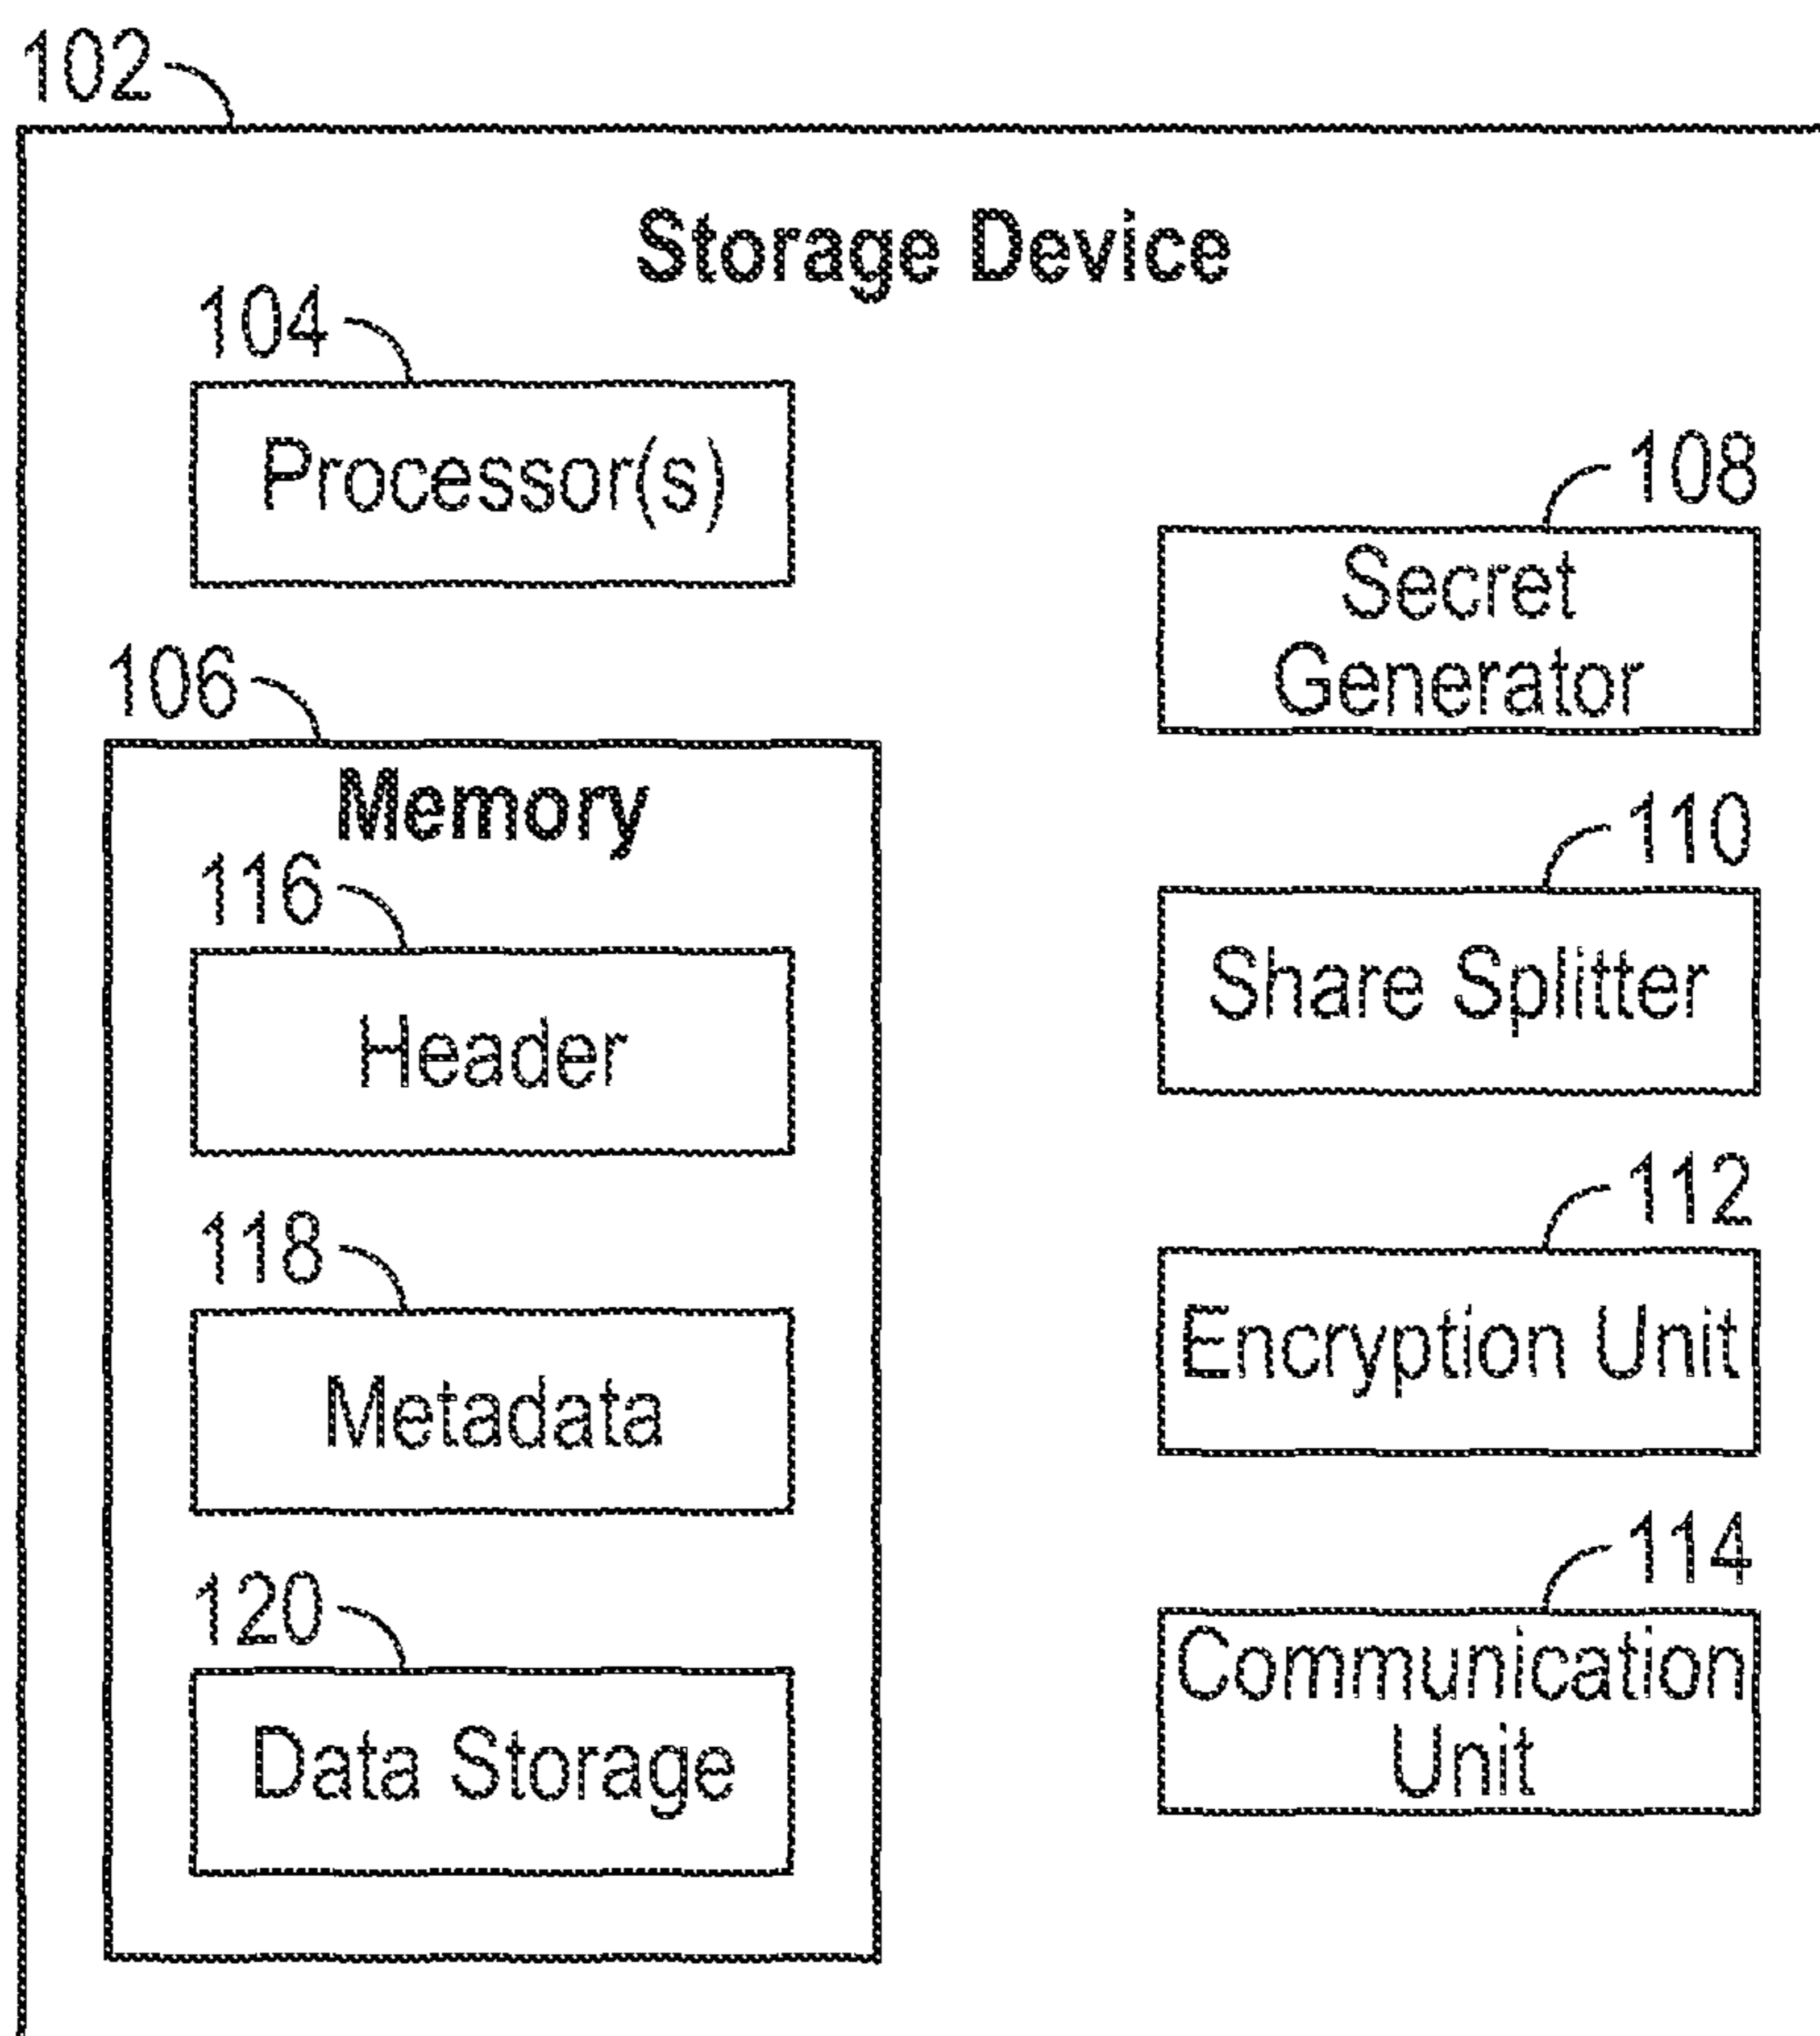 102
Storage Device
104
Processor(s)
108
Secret
Generator
106
Memory
110
116
Header
Share Splitter
112
118
Metadata
Encryption Unit
114
120
Data Storage
Communication
Unit